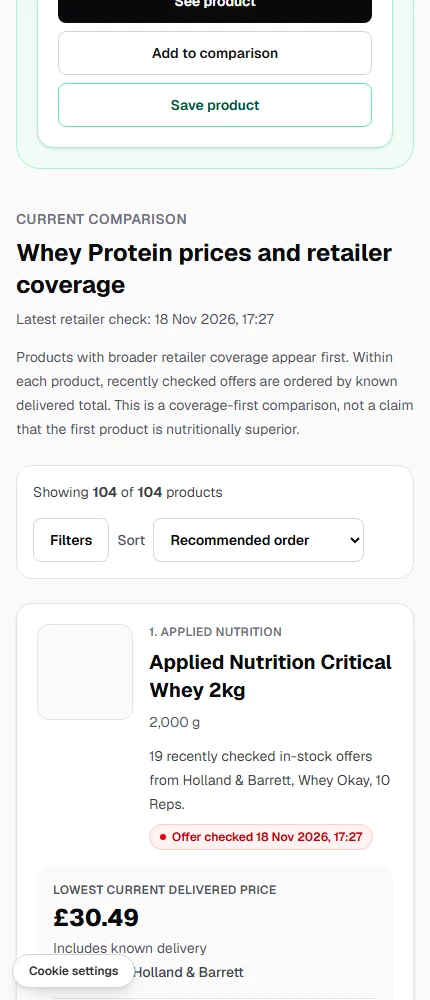 See product
Add to comparison
Save product
CURRENT COMPARISON
Whey Protein prices and retailer
coverage
Latest retailer check: 18 Nov 2026, 17:27
Products with broader retailer coverage appear first. Within
each product, recently checked offers are ordered by known
delivered total. This is a coverage-first comparison, not a claim
that the first product is nutritionally superior.
Showing 104 of 104 products
Filters Sort Recommended order
1. APPLIED NUTRITION
Applied Nutrition Critical
Whey 2kg
2,000 g
19 recently checked in-stock offers
from Holland & Barrett, Whey Okay, 10
Reps.
Offer checked 18 Nov 2026, 17:27
LOWEST CURRENT DELIVERED PRICE
£30.49
Includes known delivery
Cookie settings Holland & Barrett